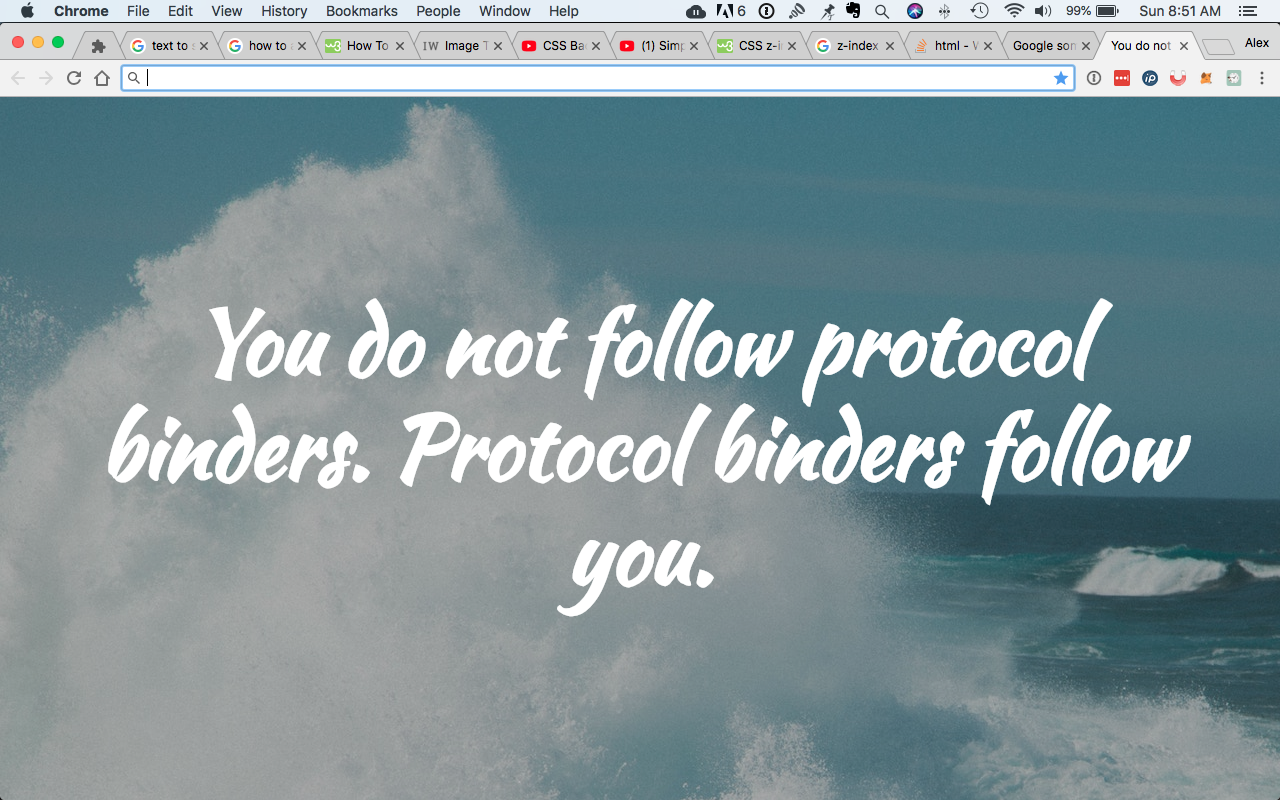 Chrome File Edit View History Bookmarks People Window Help 6 99% Sun 8:51 AM
text to how to How To IW Image CSS Ba (1) Sim CSS z-i z-index html - Google son You do not Alex
You do not follow protocol
binders. Protocol binders follow
you.